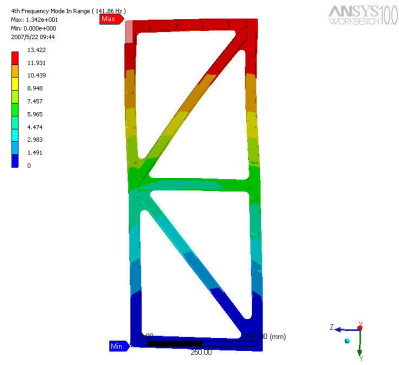 4th Frequency Mode In Range ( 141.86 Hz )
Max: 1.342e+001
Min: 0.000e+000
2007/5/22 09:44
ANSYS 10.0
WORKBENCH
Max
13.422
11.931
10.439
8.948
7.457
5.965
4.474
2.983
1.491
0
Min
(mm)
250.00
Z
Y